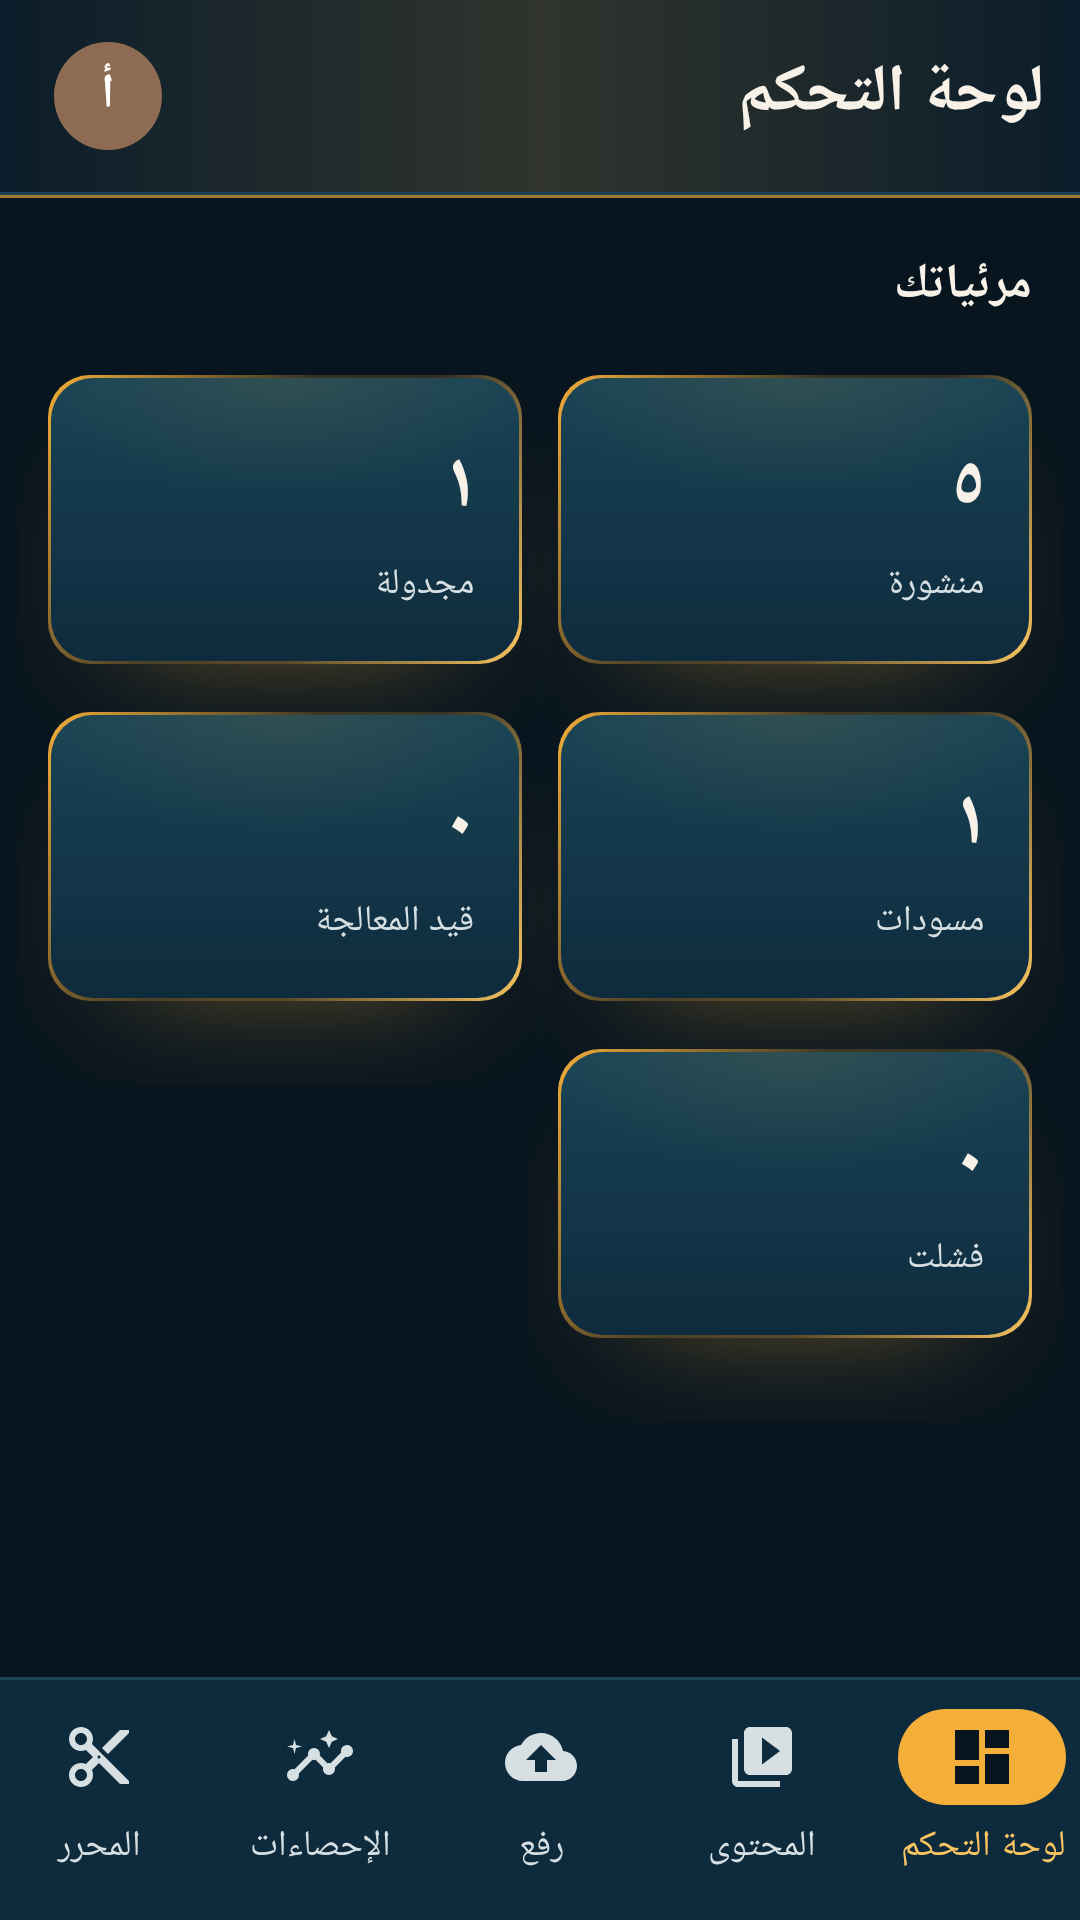 لوحة التحكم
أ
مرئياتك
٥
منشورة
١
مجدولة
١
مسودات
٠
قيد المعالجة
٠
فشلت
لوحة التحكم
المحتوى
رفع
الإحصاءات
المحرر